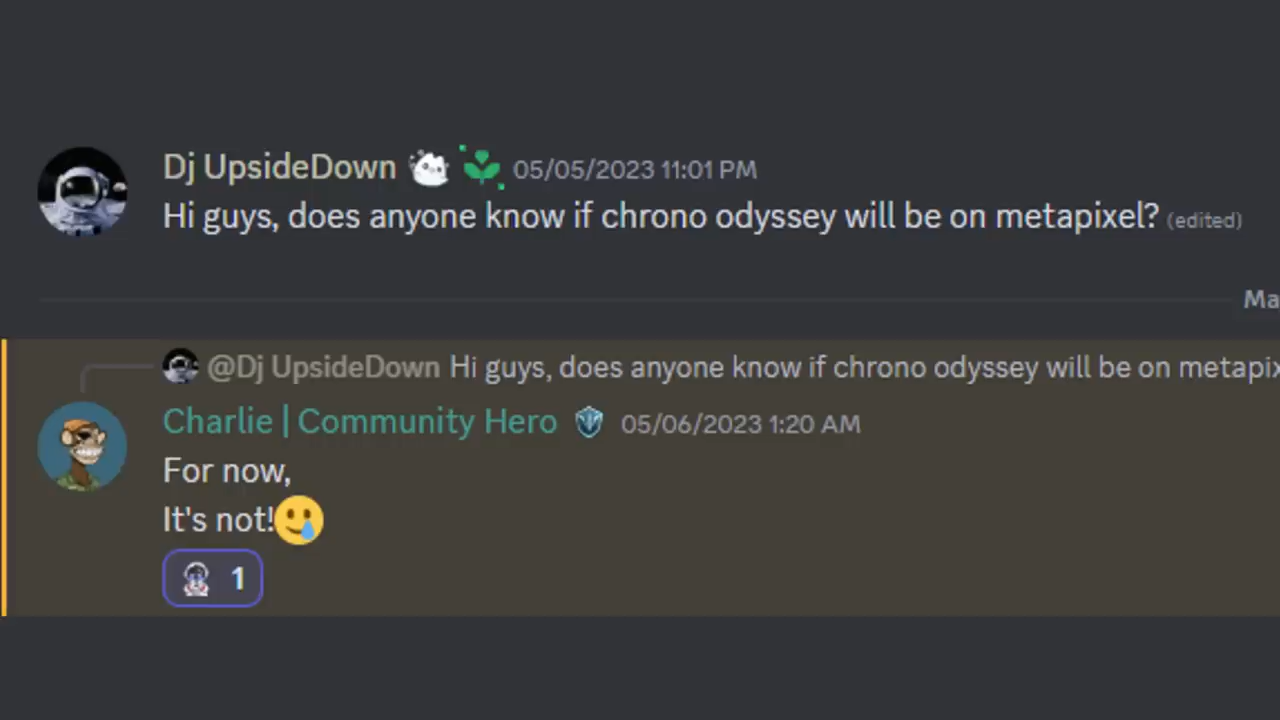 Dj UpsideDown 05/05/2023 11:01 PM
Hi guys, does anyone know if chrono odyssey will be on metapixel? (edited)
Ma
@Dj UpsideDown Hi guys, does anyone know if chrono odyssey will be on metapix
Charlie | Community Hero 05/06/2023 1:20 AM
For now,
It's not!🥲
1